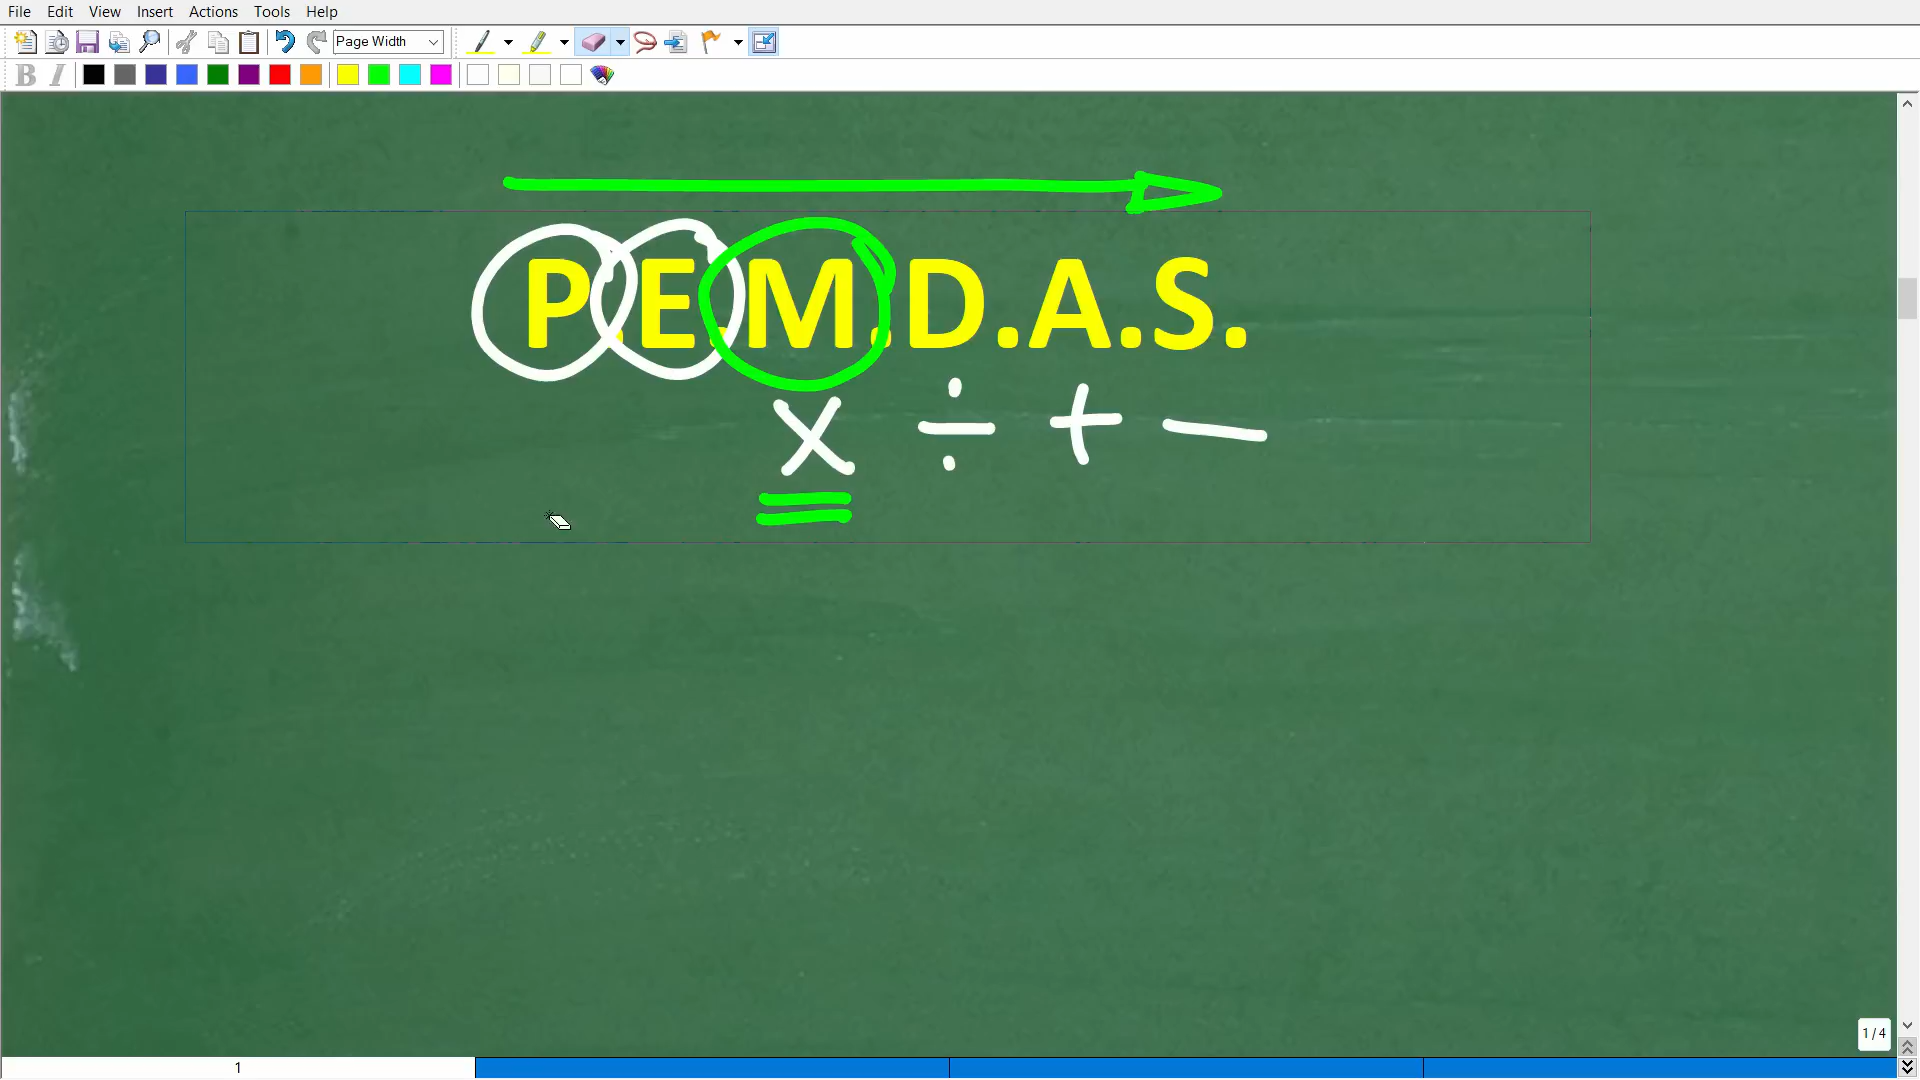 File Edit View Insert Actions Tools Help
Page Width
B I
P.E.M.D.A.S.
× ÷ + −
1 / 4
1